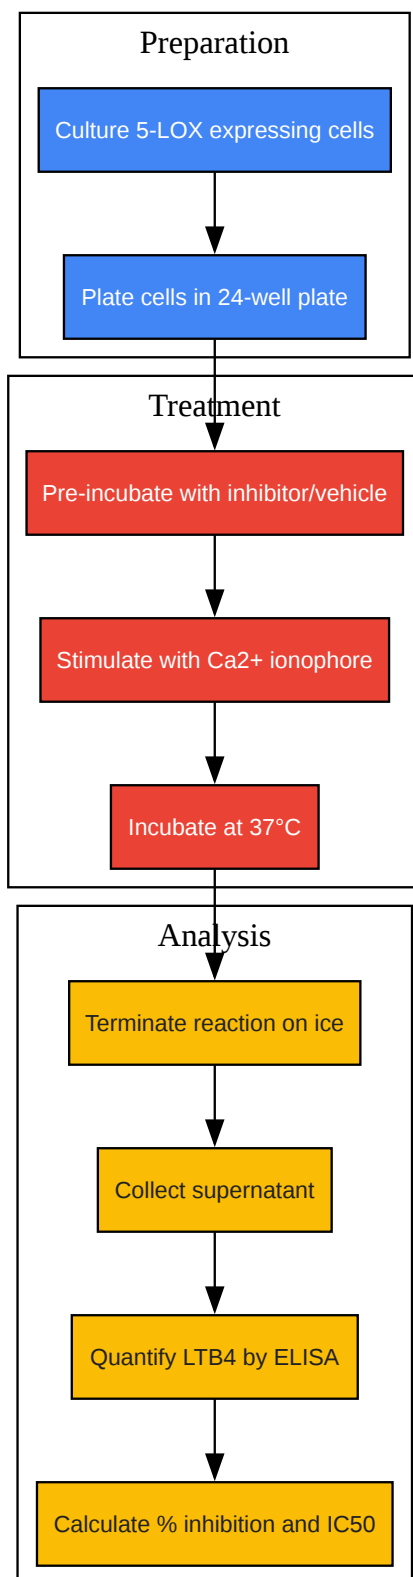 Preparation
Culture 5-LOX expressing cells
Plate cells in 24-well plate
Treatment
Pre-incubate with inhibitor/vehicle
Stimulate with Ca2+ ionophore
Incubate at 37°C
Analysis
Terminate reaction on ice
Collect supernatant
Quantify LTB4 by ELISA
Calculate % inhibition and IC50